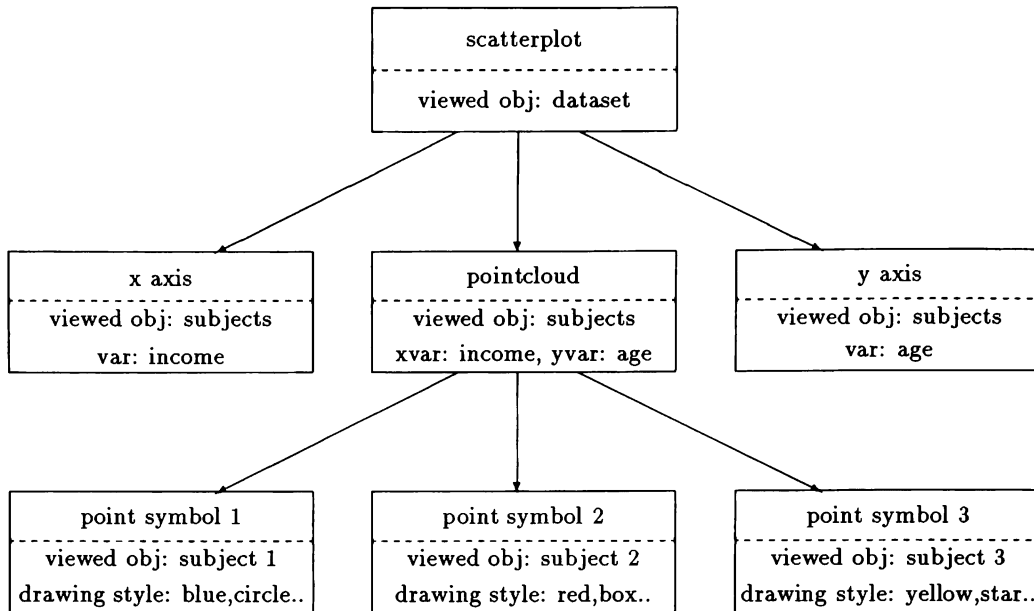 scatterplot
viewed obj: dataset
x axis
viewed obj: subjects
var: income
pointcloud
viewed obj: subjects
xvar: income, yvar: age
y axis
viewed obj: subjects
var: age
point symbol 1
viewed obj: subject 1
drawing style: blue,circle..
point symbol 2
viewed obj: subject 2
drawing style: red,box..
point symbol 3
viewed obj: subject 3
drawing style: yellow,star..